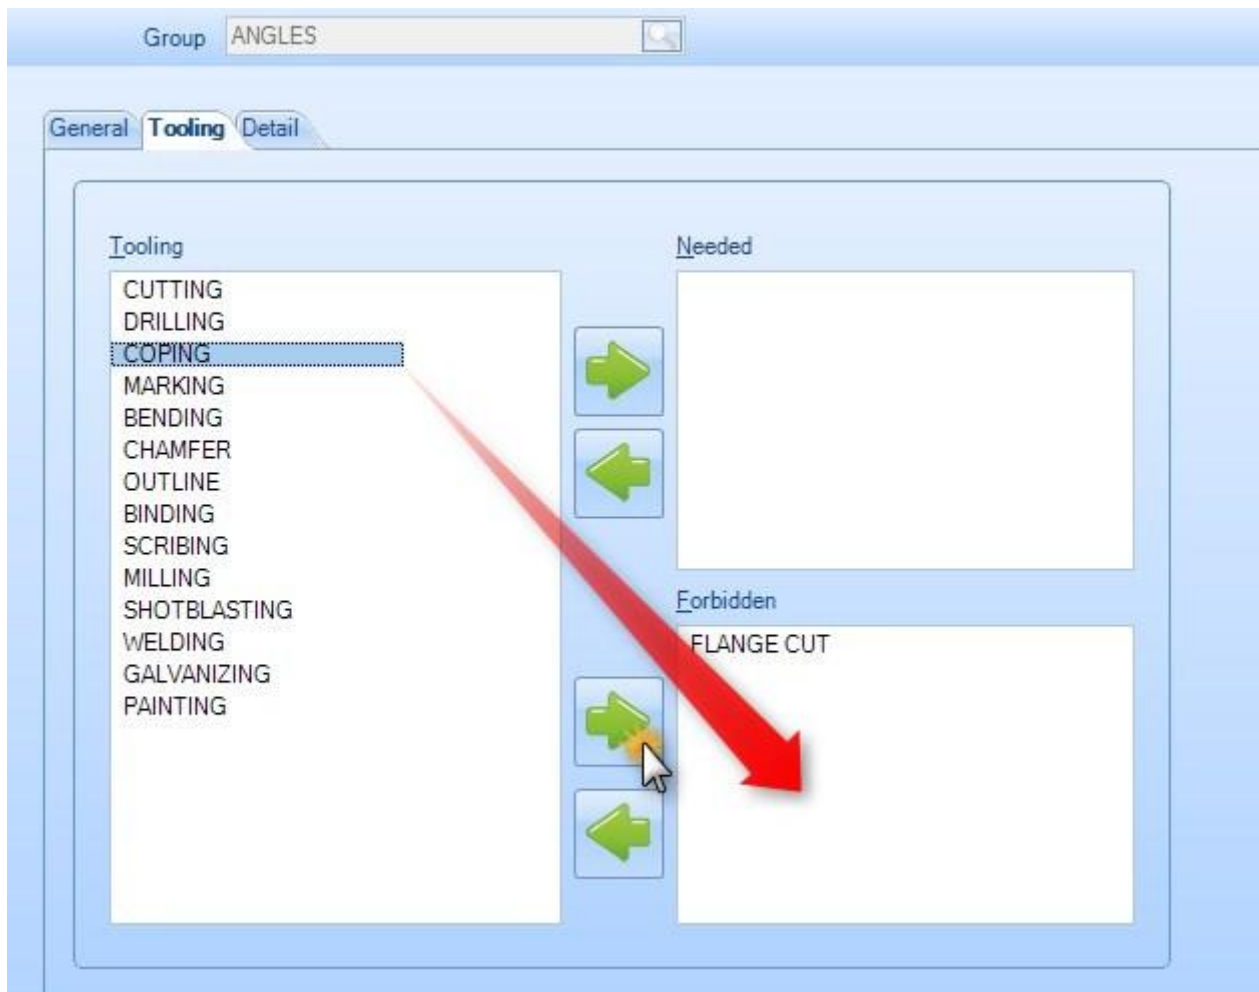 Group ANGLES
General Tooling Detail
Tooling
Needed
CUTTING
DRILLING
COPING
MARKING
BENDING
CHAMFER
OUTLINE
BINDING
SCRIBING
MILLING
SHOTBLASTING
WELDING
GALVANIZING
PAINTING
Forbidden
FLANGE CUT